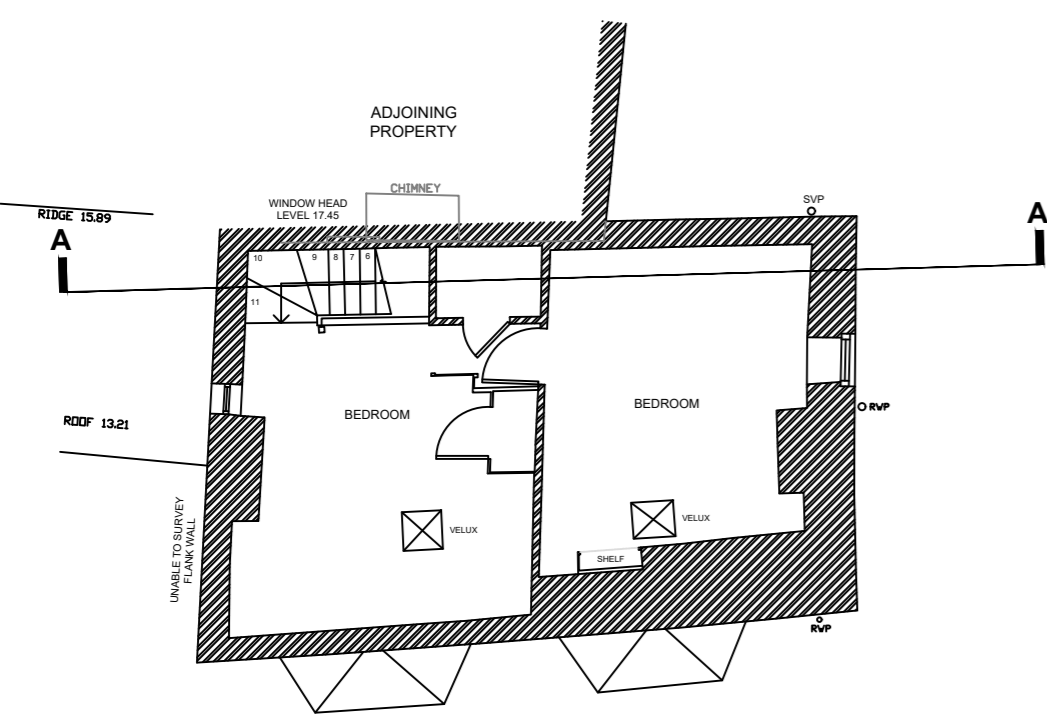 ADJOINING
PROPERTY
CHIMNEY
WINDOW HEAD
LEVEL 17.45
SVP
RIDGE 15.89
A
A
10
9
8
7
6
11
BEDROOM
BEDROOM
RWP
ROOF 13.21
VELUX
VELUX
UNABLE TO SURVEY
FLANK WALL
SHELF
RWP